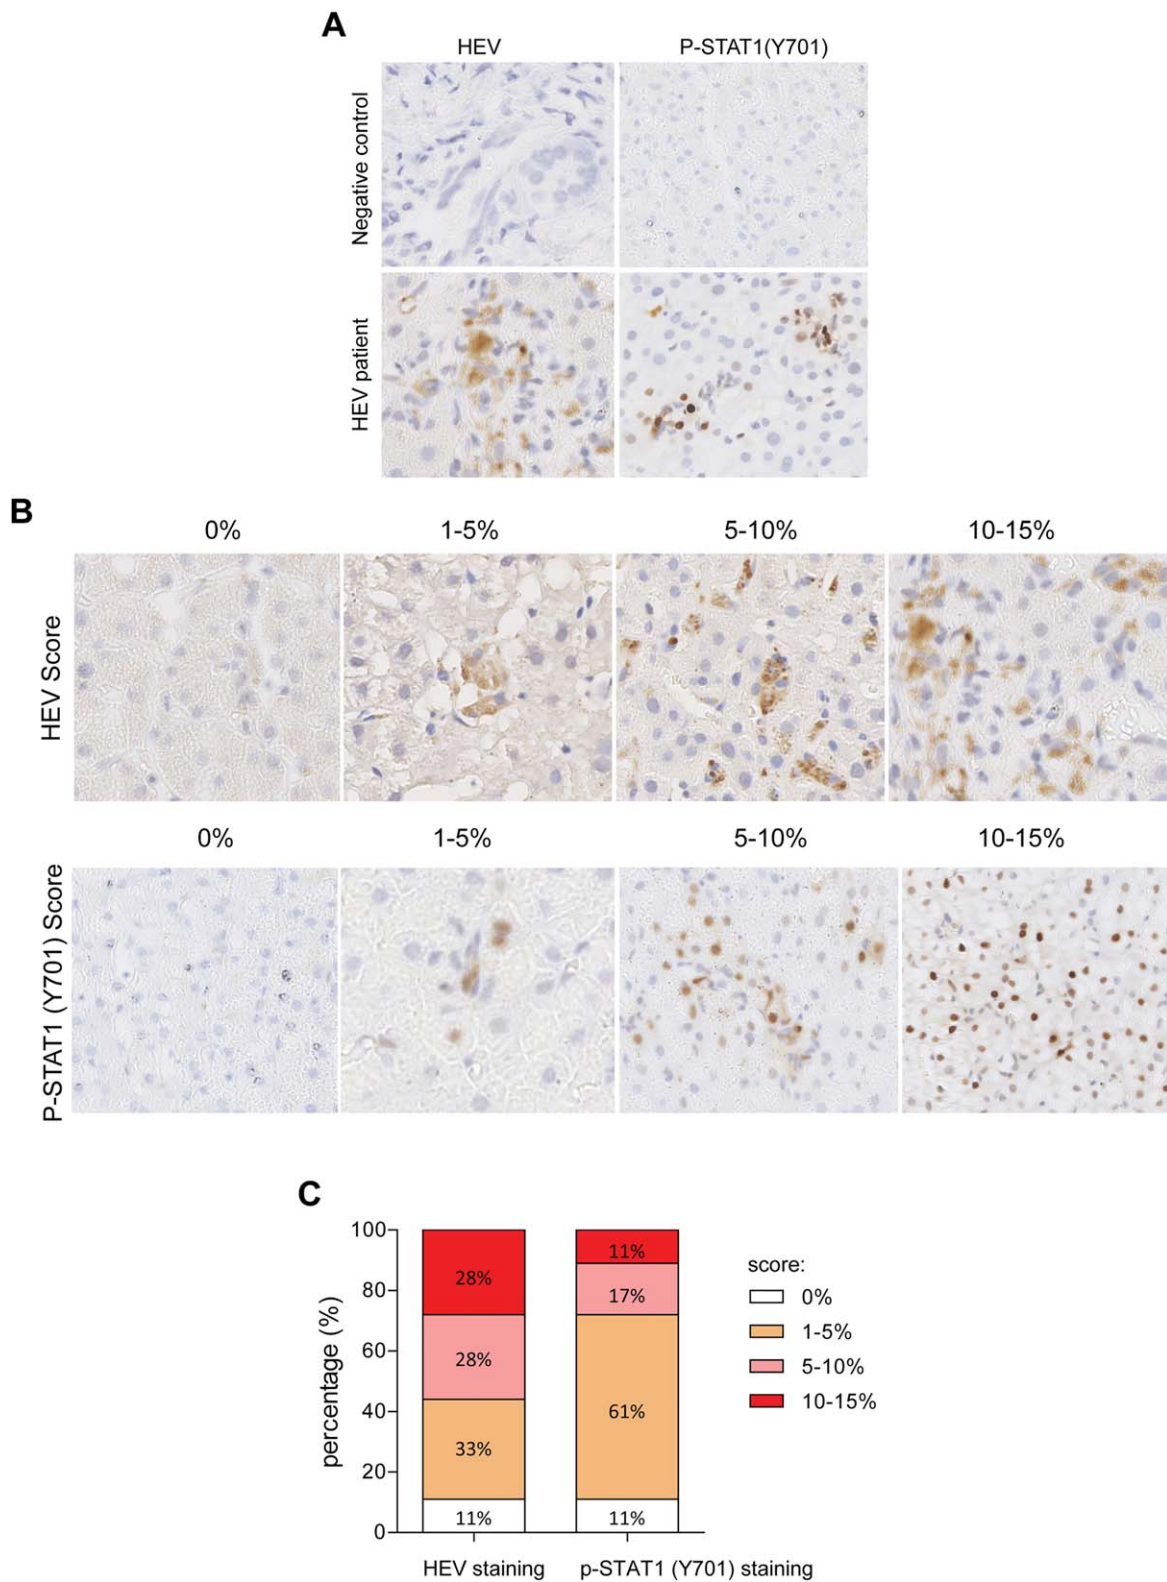 A
HEV
P-STAT1(Y701)
Negative control
HEV patient
B
0%
1-5%
5-10%
10-15%
HEV Score
0%
1-5%
5-10%
10-15%
P-STAT1 (Y701) Score
C
percentage (%)
100
80
60
40
20
0
28%
28%
33%
11%
11%
17%
61%
11%
HEV staining
p-STAT1 (Y701) staining
score:
0%
1-5%
5-10%
10-15%